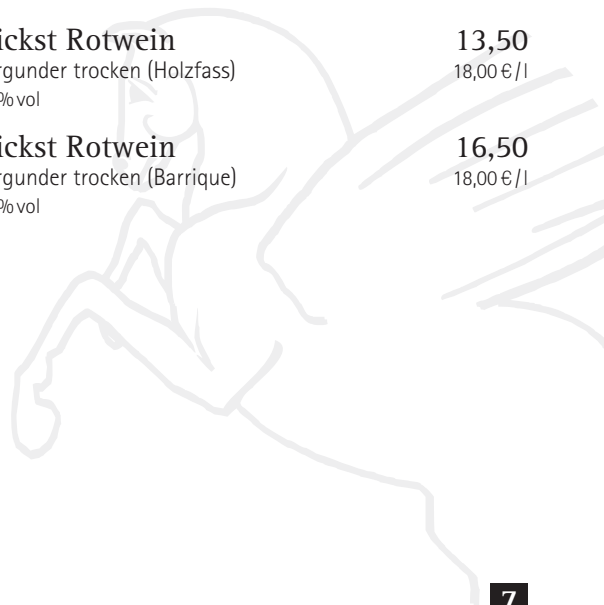 ickst Rotwein 13,50
rgunder trocken (Holzfass) 18,00 € / l
% vol
ickst Rotwein 16,50
rgunder trocken (Barrique) 18,00 € / l
% vol
7